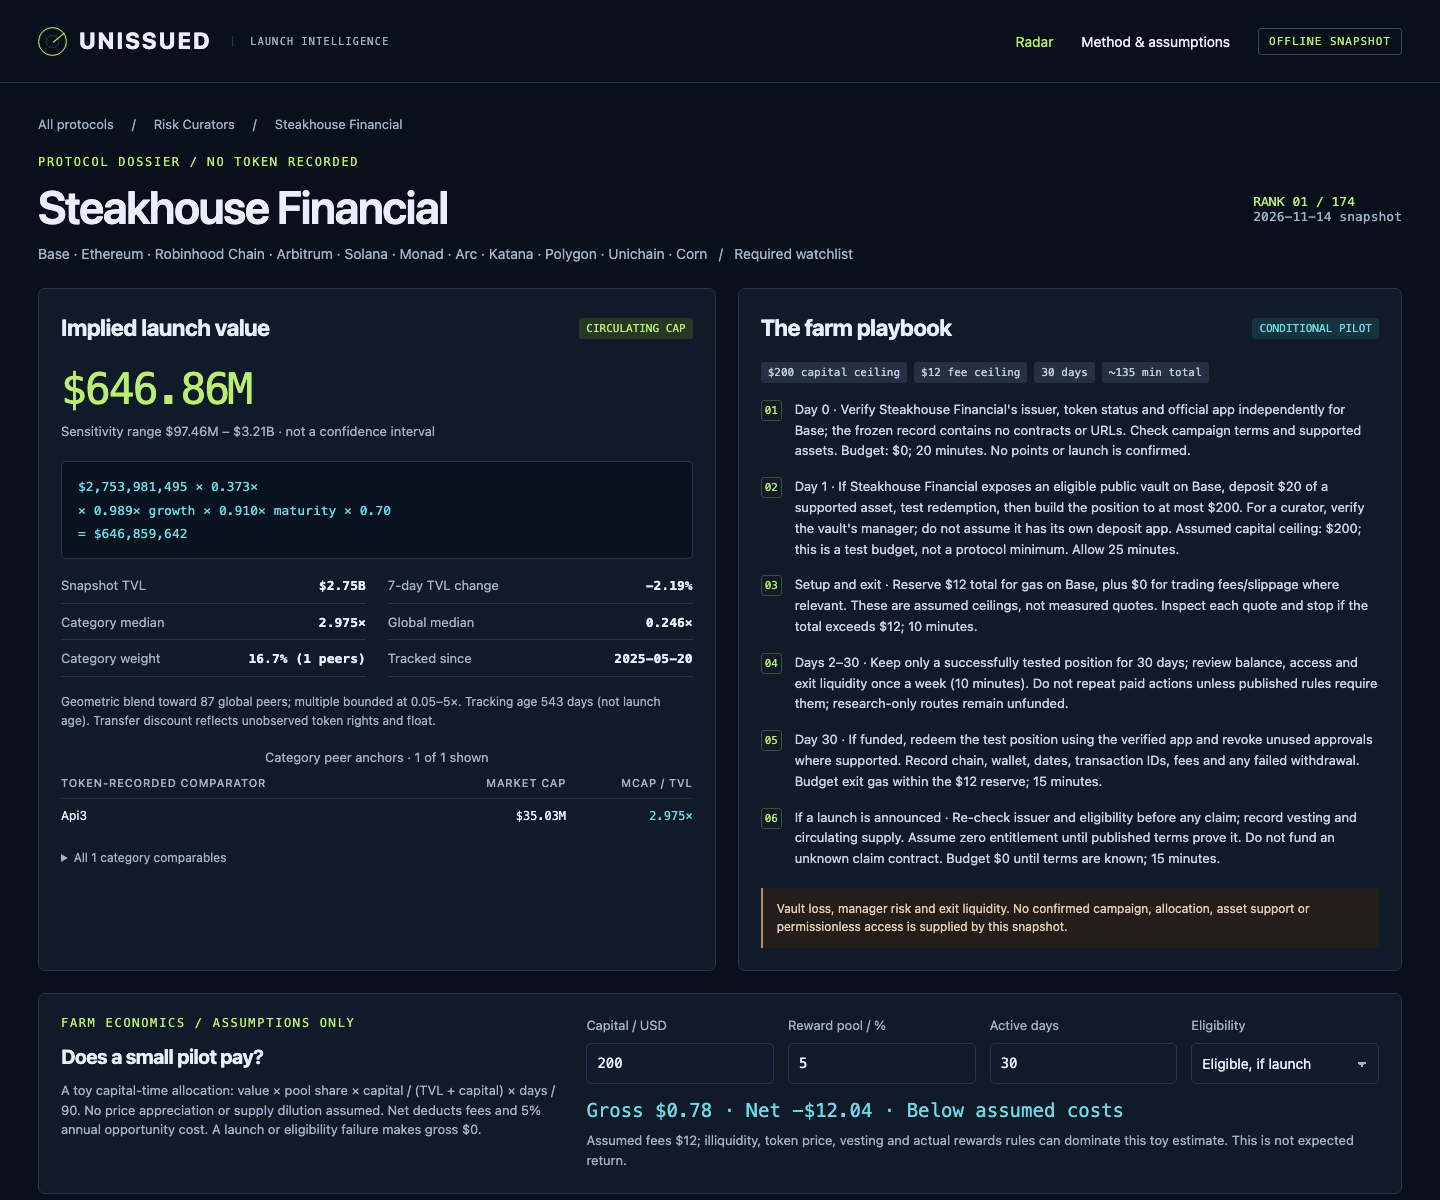 UNISSUED
LAUNCH INTELLIGENCE
Radar
Method & assumptions
OFFLINE SNAPSHOT
All protocols / Risk Curators / Steakhouse Financial
PROTOCOL DOSSIER / NO TOKEN RECORDED
Steakhouse Financial
RANK 01 / 174
2026-11-14 snapshot
Base · Ethereum · Robinhood Chain · Arbitrum · Solana · Monad · Arc · Katana · Polygon · Unichain · Corn / Required watchlist
Implied launch value
CIRCULATING CAP
$646.86M
Sensitivity range $97.46M – $3.21B · not a confidence interval
$2,753,981,495 × 0.373×
× 0.989× growth × 0.910× maturity × 0.70
= $646,859,642
Snapshot TVL $2.75B
7-day TVL change −2.19%
Category median 2.975×
Global median 0.246×
Category weight 16.7% (1 peers)
Tracked since 2025-05-20
Geometric blend toward 87 global peers; multiple bounded at 0.05–5×. Tracking age 543 days (not launch
age). Transfer discount reflects unobserved token rights and float.
Category peer anchors · 1 of 1 shown
TOKEN-RECORDED COMPARATOR MARKET CAP MCAP / TVL
Api3 $35.03M 2.975×
All 1 category comparables
The farm playbook
CONDITIONAL PILOT
$200 capital ceiling
$12 fee ceiling
30 days
~135 min total
01 Day 0 · Verify Steakhouse Financial's issuer, token status and official app independently for
Base; the frozen record contains no contracts or URLs. Check campaign terms and supported
assets. Budget: $0; 20 minutes. No points or launch is confirmed.
02 Day 1 · If Steakhouse Financial exposes an eligible public vault on Base, deposit $20 of a
supported asset, test redemption, then build the position to at most $200. For a curator, verify
the vault's manager; do not assume it has its own deposit app. Assumed capital ceiling: $200;
this is a test budget, not a protocol minimum. Allow 25 minutes.
03 Setup and exit · Reserve $12 total for gas on Base, plus $0 for trading fees/slippage where
relevant. These are assumed ceilings, not measured quotes. Inspect each quote and stop if the
total exceeds $12; 10 minutes.
04 Days 2–30 · Keep only a successfully tested position for 30 days; review balance, access and
exit liquidity once a week (10 minutes). Do not repeat paid actions unless published rules require
them; research-only routes remain unfunded.
05 Day 30 · If funded, redeem the test position using the verified app and revoke unused approvals
where supported. Record chain, wallet, dates, transaction IDs, fees and any failed withdrawal.
Budget exit gas within the $12 reserve; 15 minutes.
06 If a launch is announced · Re-check issuer and eligibility before any claim; record vesting and
circulating supply. Assume zero entitlement until published terms prove it. Do not fund an
unknown claim contract. Budget $0 until terms are known; 15 minutes.
Vault loss, manager risk and exit liquidity. No confirmed campaign, allocation, asset support or
permissionless access is supplied by this snapshot.
FARM ECONOMICS / ASSUMPTIONS ONLY
Does a small pilot pay?
A toy capital-time allocation: value × pool share × capital / (TVL + capital) × days /
90. No price appreciation or supply dilution assumed. Net deducts fees and 5%
annual opportunity cost. A launch or eligibility failure makes gross $0.
Capital / USD
Reward pool / %
Active days
Eligibility
200
5
30
Eligible, if launch
Gross $0.78 · Net −$12.04 · Below assumed costs
Assumed fees $12; illiquidity, token price, vesting and actual rewards rules can dominate this toy estimate. This is not expected
return.